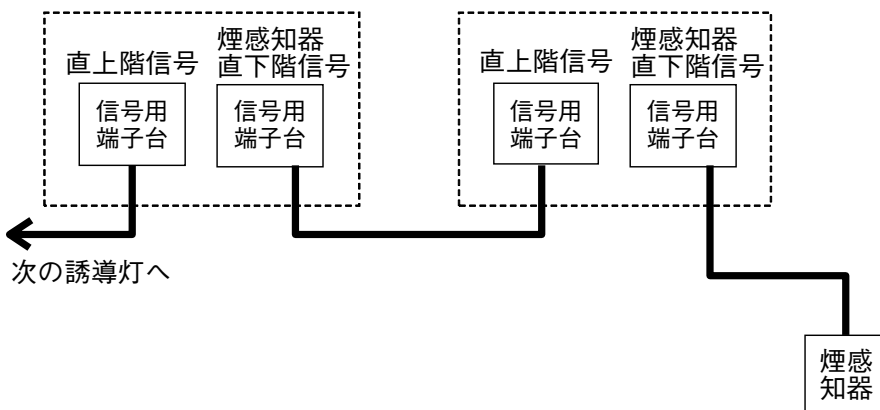 直上階信号
煙感知器
直下階信号
信号用
端子台
信号用
端子台
直上階信号
煙感知器
直下階信号
信号用
端子台
信号用
端子台
次の誘導灯へ
煙感
知器